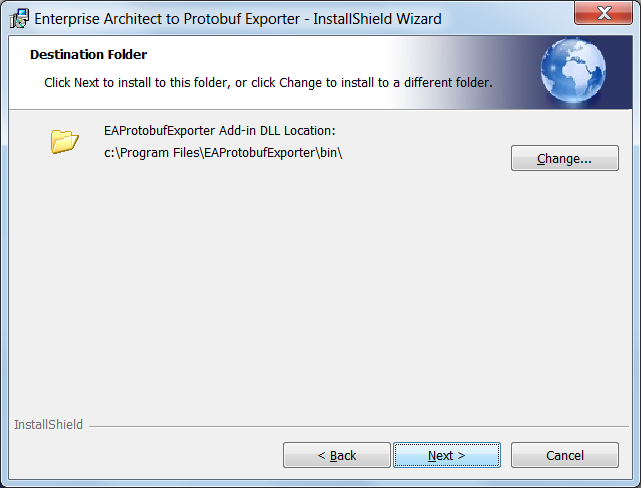 Enterprise Architect to Protobuf Exporter - InstallShield Wizard
Destination Folder
Click Next to install to this folder, or click Change to install to a different folder.
EAProtobufExporter Add-in DLL Location:
c:\Program Files\EAProtobufExporter\bin\
Change...
InstallShield
< Back
Next >
Cancel